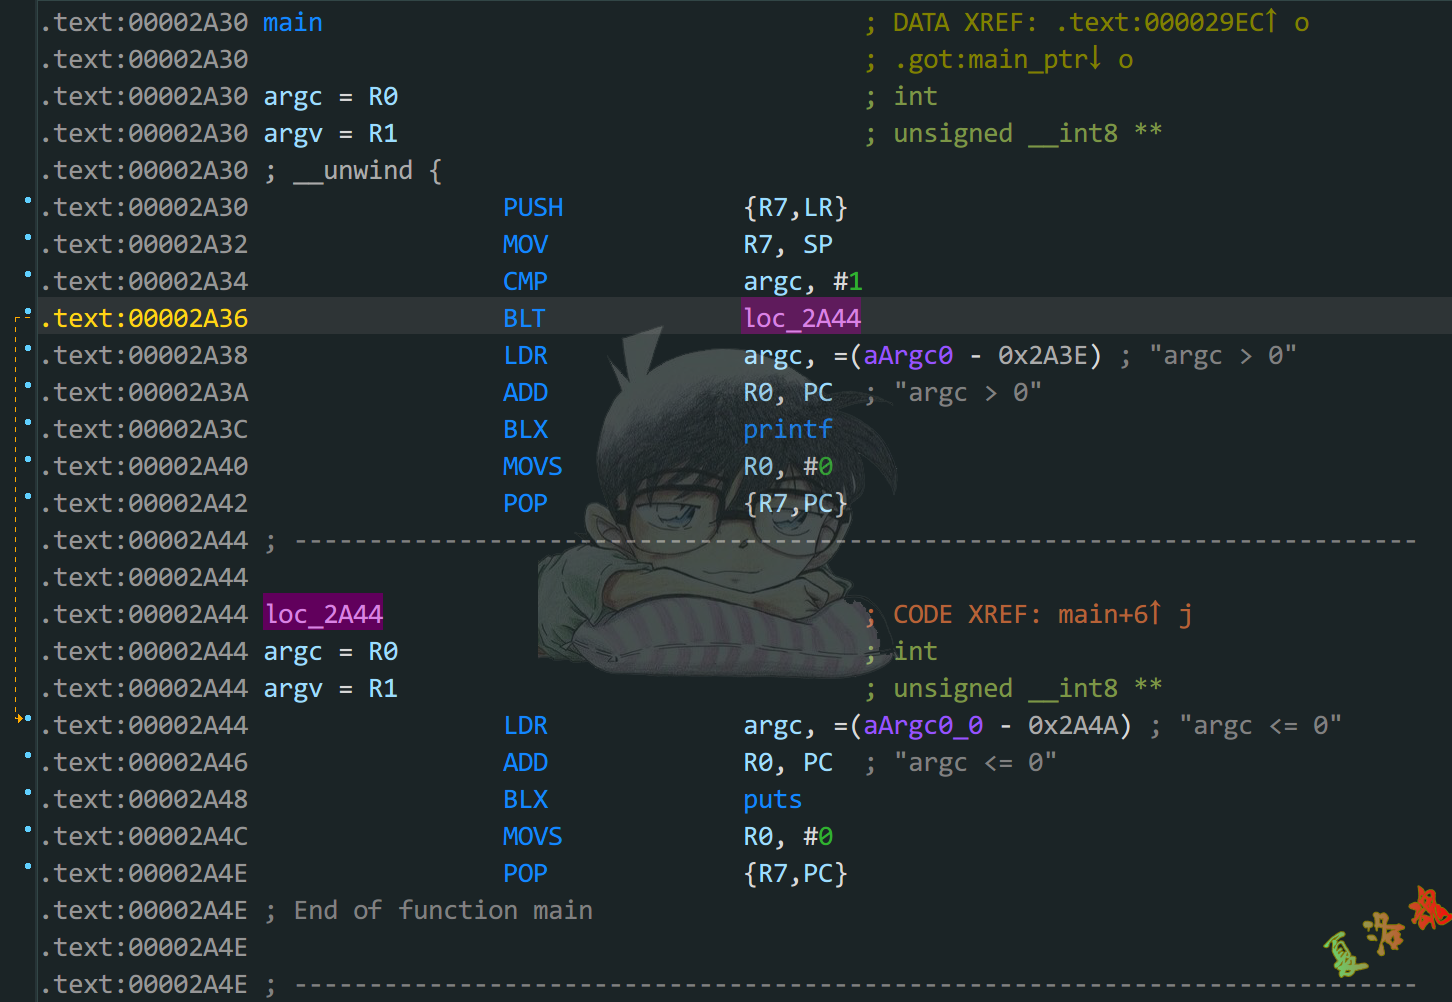 .text:00002A30 main ; DATA XREF: .text:000029EC↑ o
.text:00002A30 ; .got:main_ptr↓ o
.text:00002A30 argc = R0 ; int
.text:00002A30 argv = R1 ; unsigned __int8 **
.text:00002A30 ; __unwind {
.text:00002A30 PUSH {R7,LR}
.text:00002A32 MOV R7, SP
.text:00002A34 CMP argc, #1
.text:00002A36 BLT loc_2A44
.text:00002A38 LDR argc, =(aArgc0 - 0x2A3E) ; "argc > 0"
.text:00002A3A ADD R0, PC ; "argc > 0"
.text:00002A3C BLX printf
.text:00002A40 MOVS R0, #0
.text:00002A42 POP {R7,PC}
.text:00002A44 ; ---------------------------------------------------------------------------
.text:00002A44
.text:00002A44 loc_2A44 ; CODE XREF: main+6↑ j
.text:00002A44 argc = R0 ; int
.text:00002A44 argv = R1 ; unsigned __int8 **
.text:00002A44 LDR argc, =(aArgc0_0 - 0x2A4A) ; "argc <= 0"
.text:00002A46 ADD R0, PC ; "argc <= 0"
.text:00002A48 BLX puts
.text:00002A4C MOVS R0, #0
.text:00002A4E POP {R7,PC}
.text:00002A4E ; End of function main
.text:00002A4E
.text:00002A4E ; ---------------------------------------------------------------------------